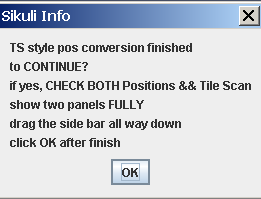 Sikuli Info
TS style pos conversion finished
to CONTINUE?
if yes, CHECK BOTH Positions && Tile Scan
show two panels FULLY
drag the side bar all way down
click OK after finish
OK